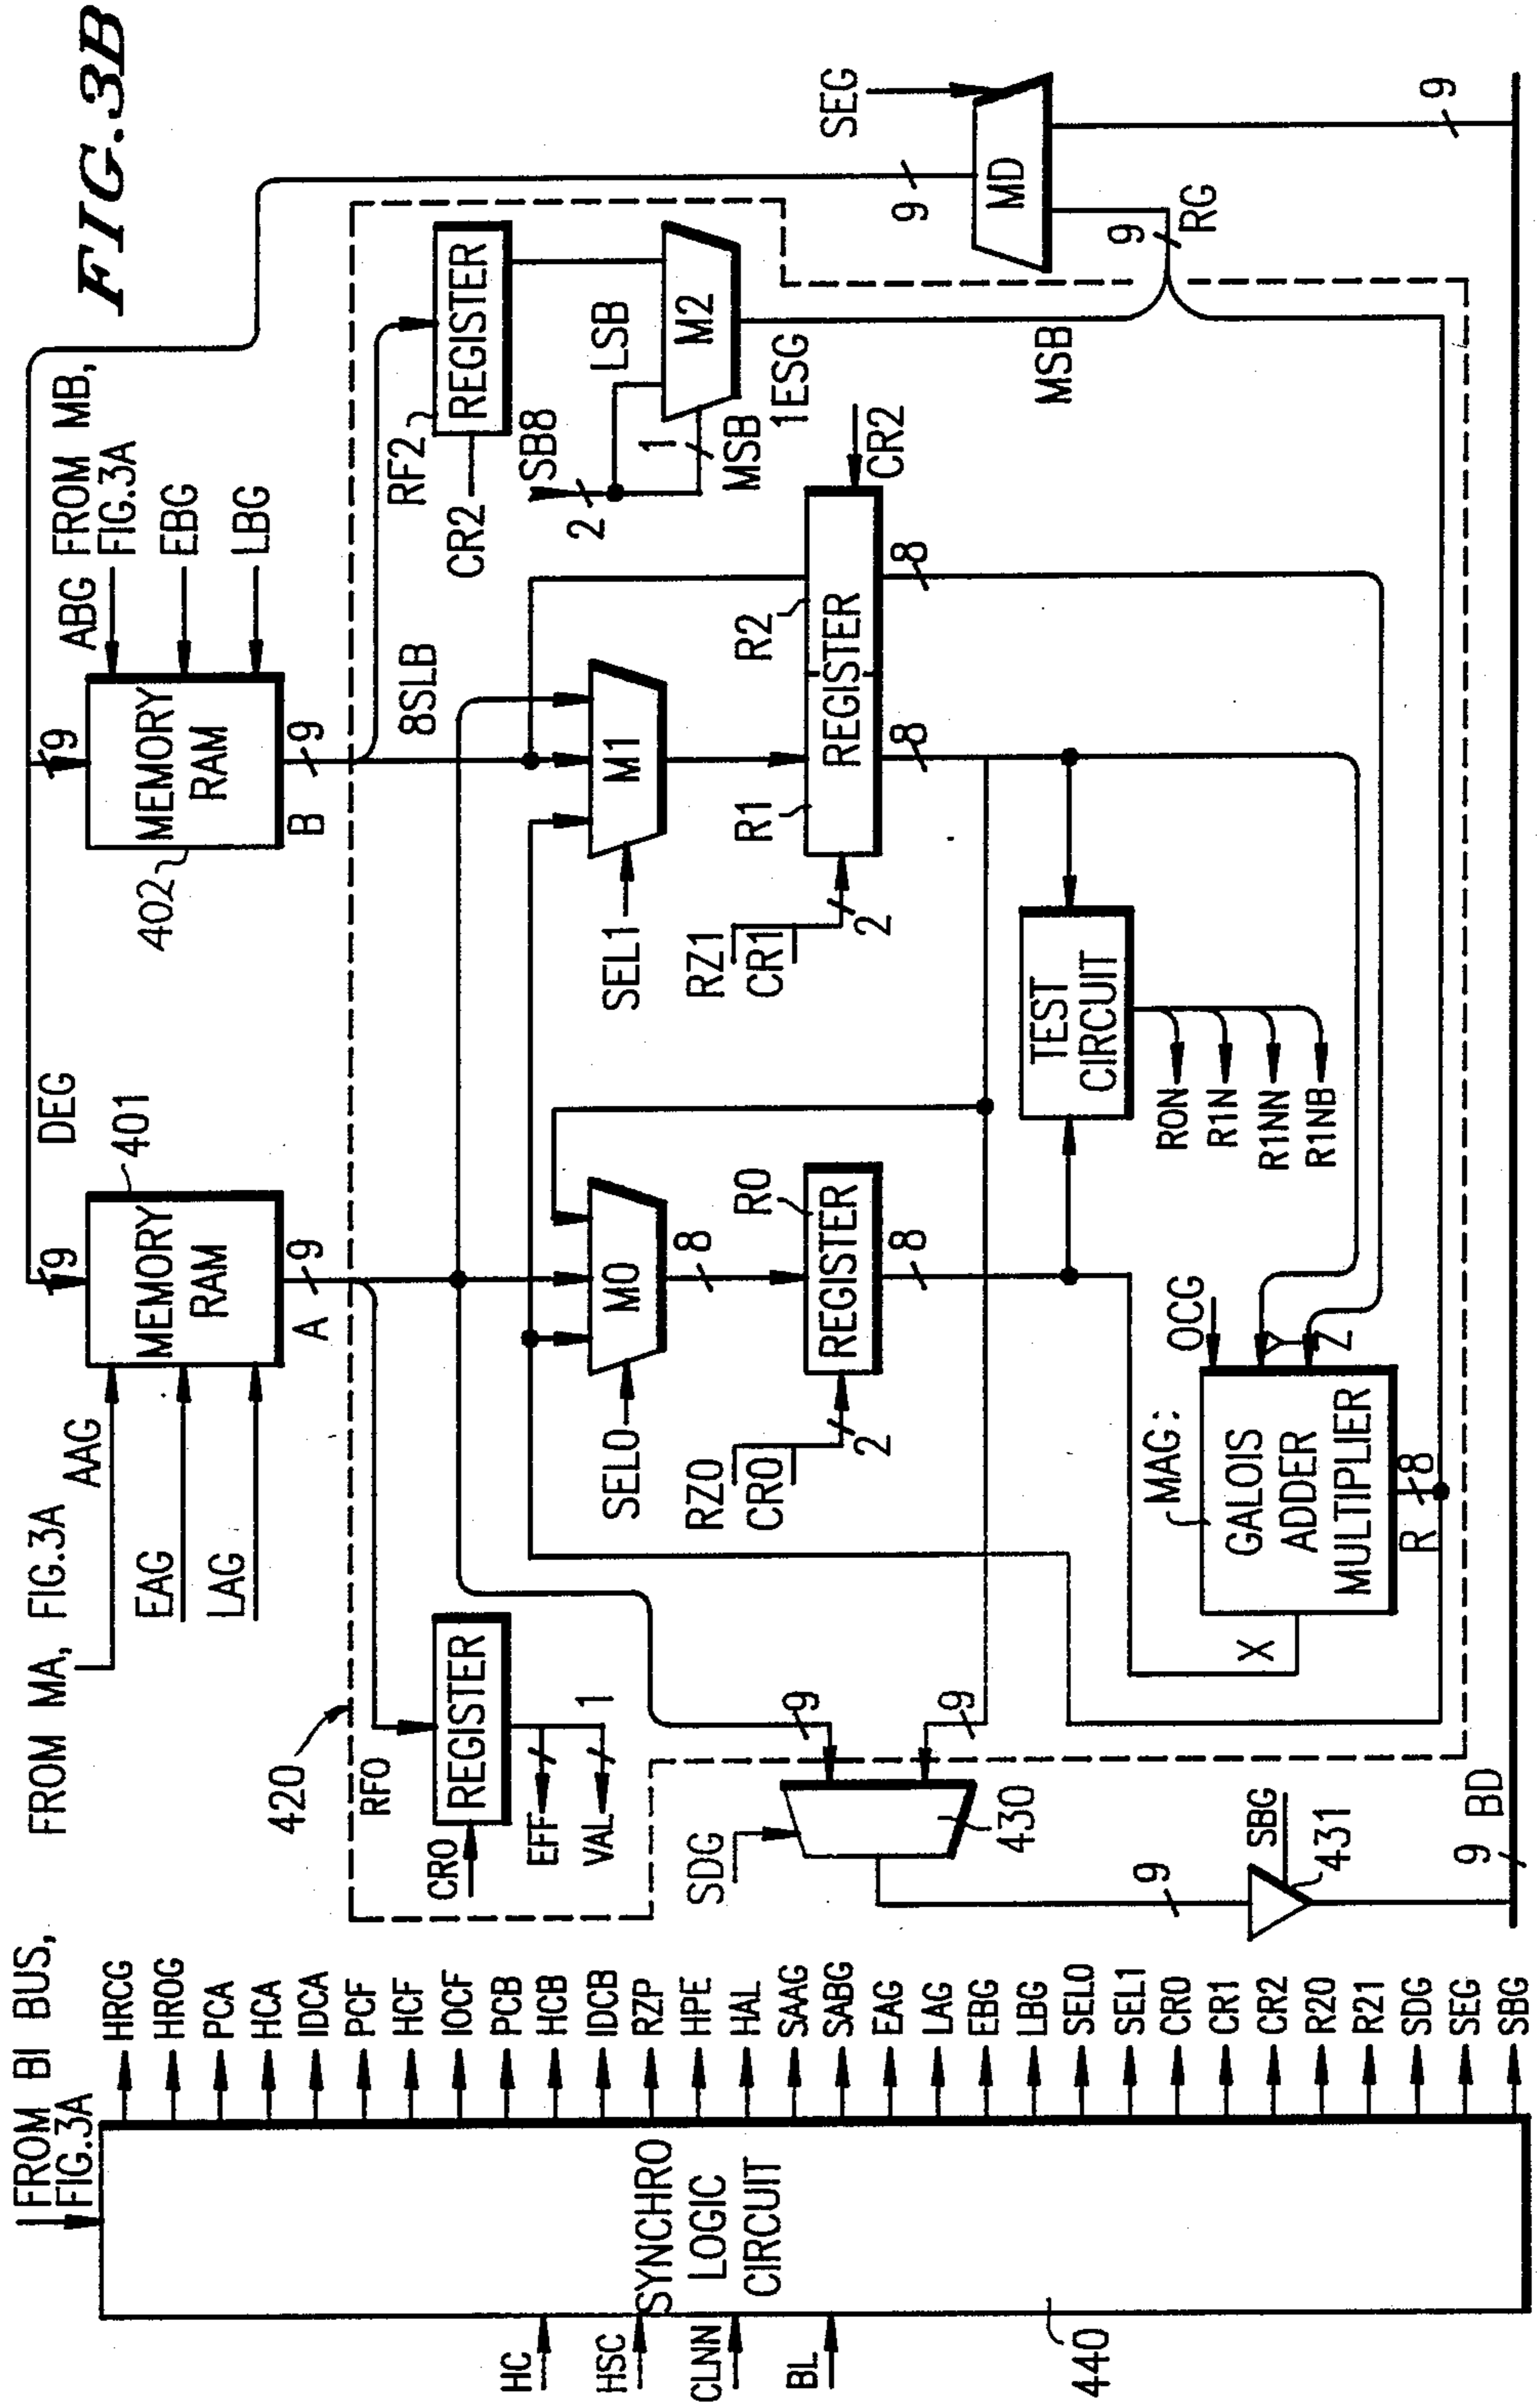 FIG.3B
FROM BI BUS,
FIG.3A
HC
HSC
CLNN
BL
SYNCHRO
LOGIC
CIRCUIT
440
HRCG
HROG
PCA
HCA
IDCA
PCF
HCF
IOCF
PCB
HCB
IDCB
RZP
HPE
HAL
SAAG
SABG
EAG
LAG
EBG
LBG
SEL0
SEL1
CR0
CR1
CR2
R20
R21
SDG
SEG
SBG
FROM MA, FIG.3A
AAG
EAG
LAG
MEMORY
RAM
401
9
A
9
DEG
MEMORY
RAM
402
9
B
9
ABG FROM MB,
FIG.3A
EBG
LBG
420
RF0
REGISTER
CR0
EFF
VAL
1
8SLB
RF2
REGISTER
CR2
SB8
2
LSB
1
MSB
M2
1ESG
MSB
SEL0
M0
8
RZ0
CR0
2
R0
REGISTER
8
SEL1
M1
RZ1
CR1
2
R1
R2
REGISTER
CR2
8
8
TEST
CIRCUIT
R0N
R1N
R1NN
R1NB
SDG
430
9
9
9
SBG
431
9
BD
X
MAG:
GALOIS
ADDER
MULTIPLIER
OCG
Y
Z
R
8
9
RG
MD
SEG
9
9